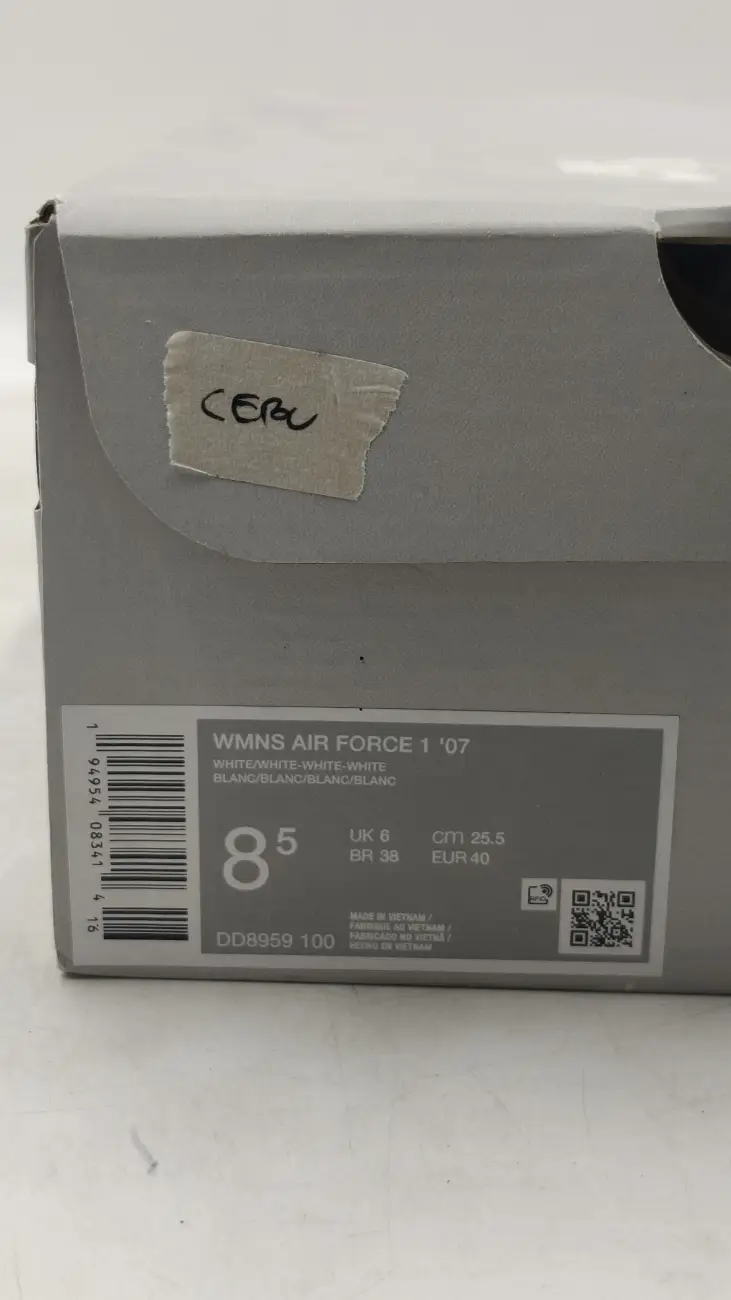 CEBU
WMNS AIR FORCE 1 '07
WHITE/WHITE-WHITE-WHITE
BLANC/BLANC/BLANC/BLANC
8⁵
UK 6 cm 25.5
BR 38 EUR 40
DD8959 100
MADE IN VIETNAM /
FABRIQUÉ AU VIETNAM /
FABRICADO NO VIETNÃ /
HECHO EN VIETNAM
1 94954 08341 4 16